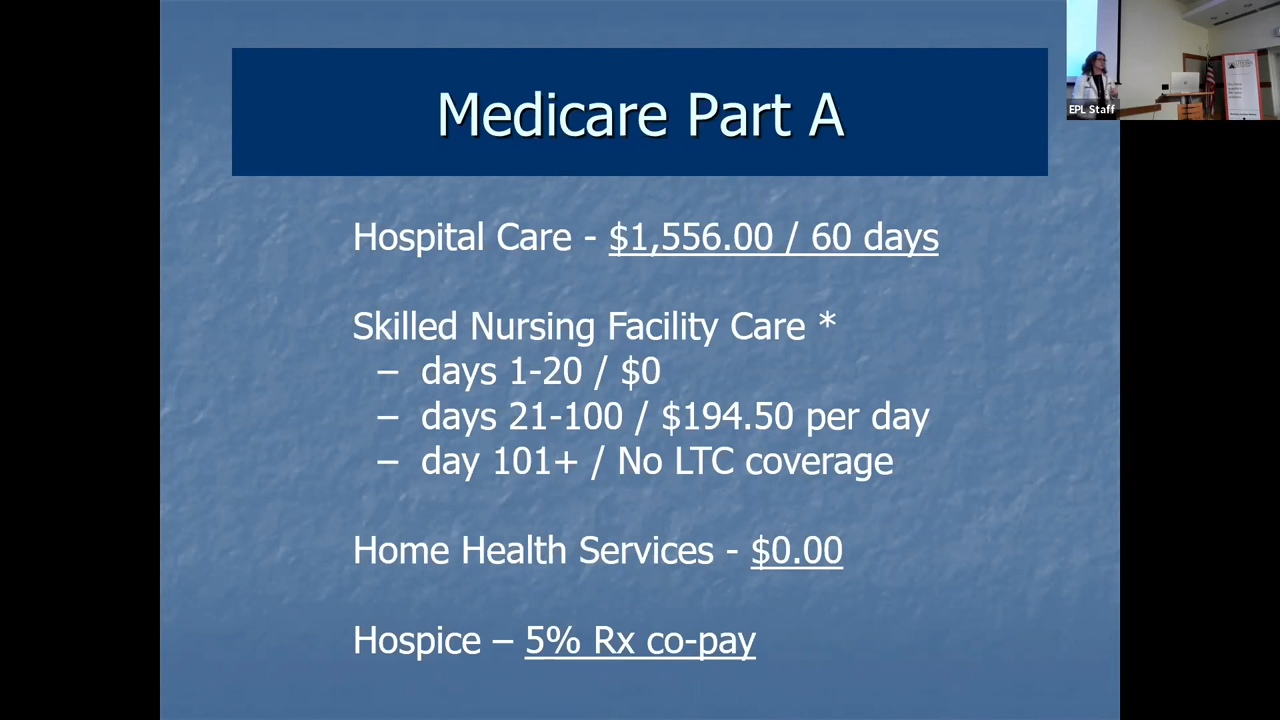 Medicare Part A
Hospital Care - $1,556.00 / 60 days
Skilled Nursing Facility Care *
– days 1-20 / $0
– days 21-100 / $194.50 per day
– day 101+ / No LTC coverage
Home Health Services - $0.00
Hospice – 5% Rx co-pay
EPL Staff